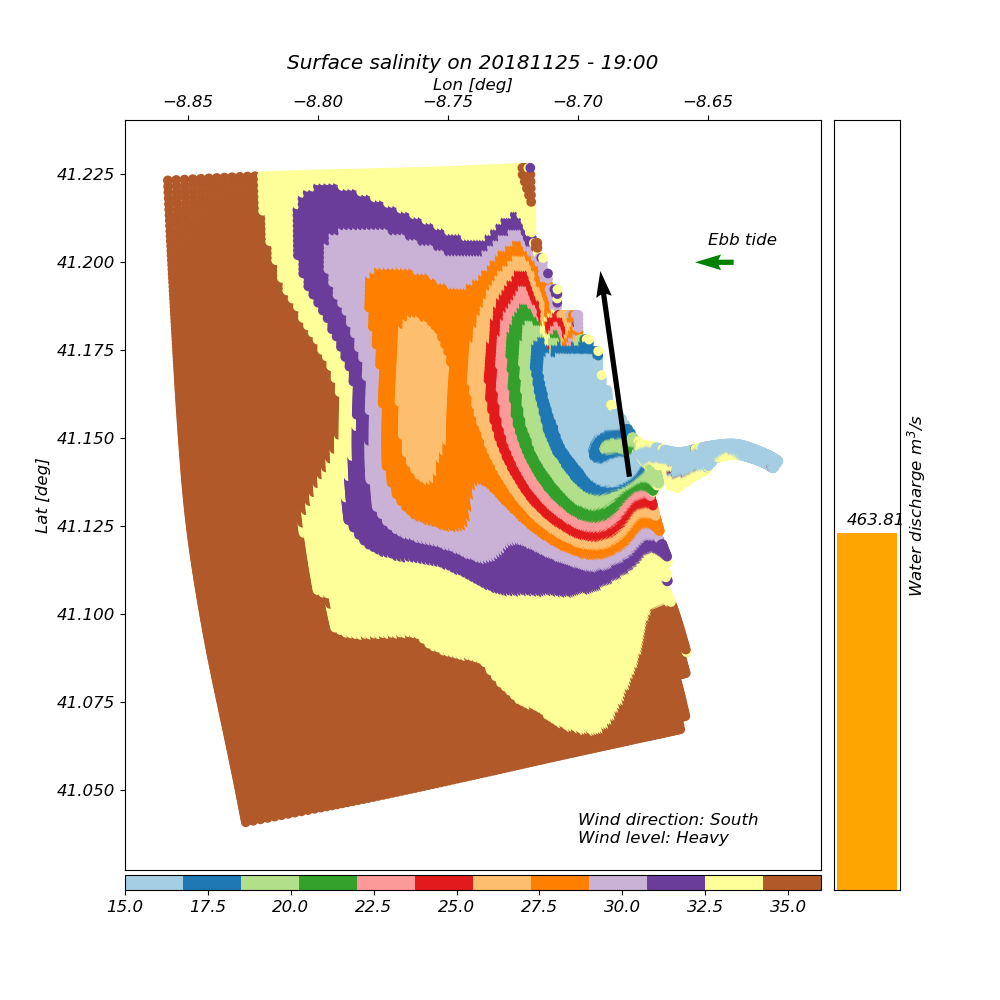 Surface salinity on 20181125 - 19:00
Lon [deg]
−8.85 −8.80 −8.75 −8.70 −8.65
41.225
41.200
41.175
41.150
41.125
41.100
41.075
41.050
Lat [deg]
Ebb tide
Wind direction: South
Wind level: Heavy
463.81
Water discharge m³/s
15.0 17.5 20.0 22.5 25.0 27.5 30.0 32.5 35.0